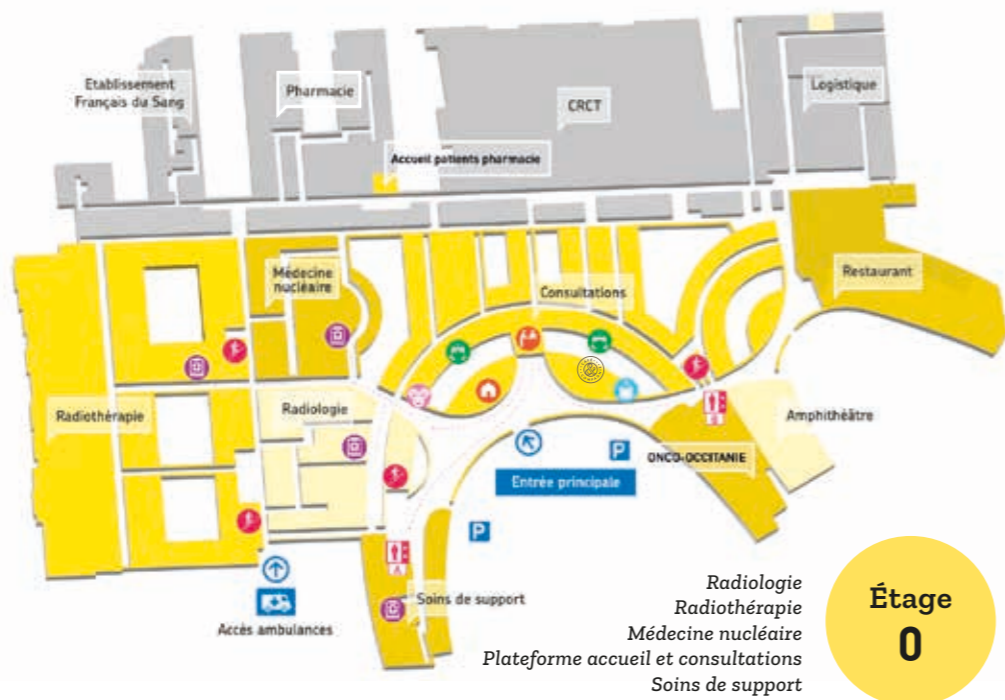 Etablissement
Français du Sang
Pharmacie
CRCT
Logistique
Accueil patients pharmacie
Médecine
nucléaire
Consultations
Restaurant
Radiothérapie
Radiologie
Amphithéâtre
P
ONCO-OCCITANIE
Entrée principale
P
A
Soins de support
Accès ambulances
Radiologie
Radiothérapie
Médecine nucléaire
Plateforme accueil et consultations
Soins de support
Étage
0